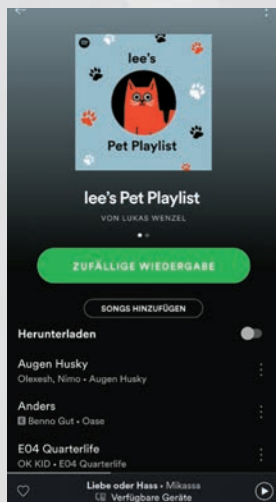 lee's
Pet Playlist
lee's Pet Playlist
VON LUKAS WENZEL
ZUFÄLLIGE WIEDERGABE
SONGS HINZUFÜGEN
Herunterladen
Augen Husky
Olexesh, Nimo • Augen Husky
Anders
E Benno Gut • Oase
E04 Quarterlife
OK KID • E04 Quarterlife
Liebe oder Hass • Mikassa
Verfügbare Geräte